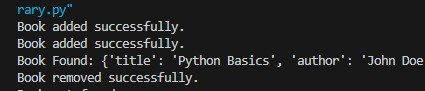 rary.py"
Book added successfully.
Book added successfully.
Book Found: {'title': 'Python Basics', 'author': 'John Doe
Book removed successfully.